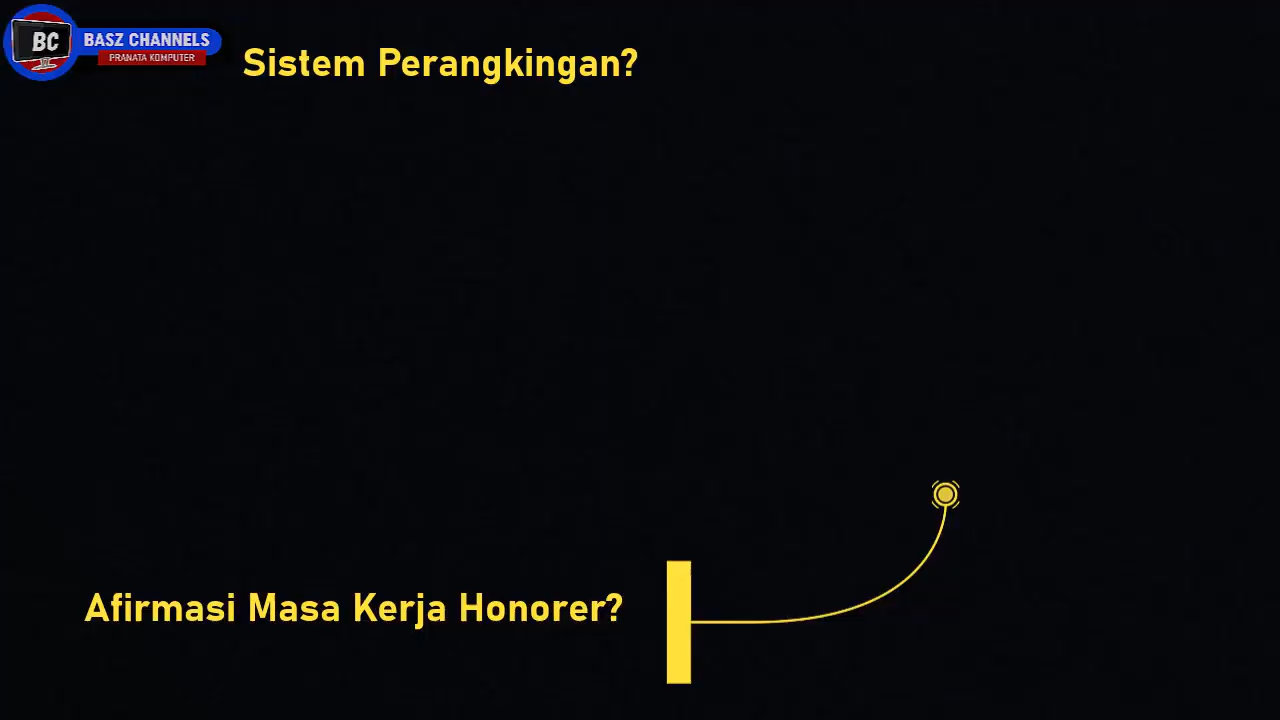 BC
BASZ CHANNELS
PRANATA KOMPUTER
Sistem Perangkingan?
Afirmasi Masa Kerja Honorer?